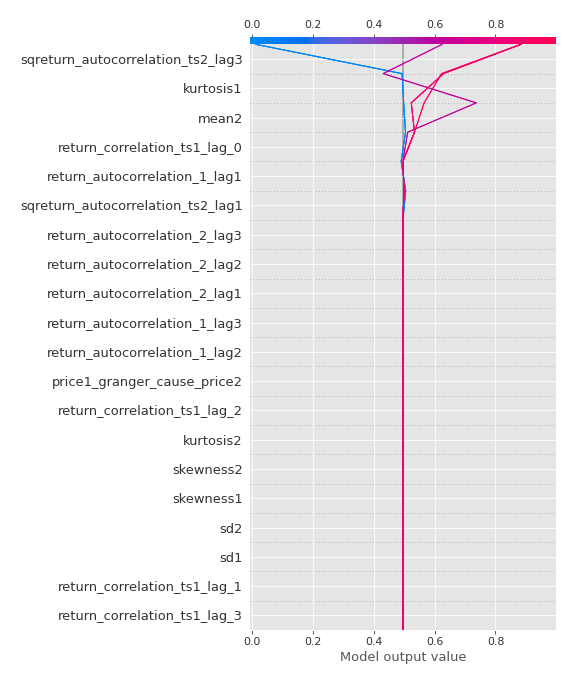 0.0 0.2 0.4 0.6 0.8
sqreturn_autocorrelation_ts2_lag3
kurtosis1
mean2
return_correlation_ts1_lag_0
return_autocorrelation_1_lag1
sqreturn_autocorrelation_ts2_lag1
return_autocorrelation_2_lag3
return_autocorrelation_2_lag2
return_autocorrelation_2_lag1
return_autocorrelation_1_lag3
return_autocorrelation_1_lag2
price1_granger_cause_price2
return_correlation_ts1_lag_2
kurtosis2
skewness2
skewness1
sd2
sd1
return_correlation_ts1_lag_1
return_correlation_ts1_lag_3
0.0 0.2 0.4 0.6 0.8
Model output value